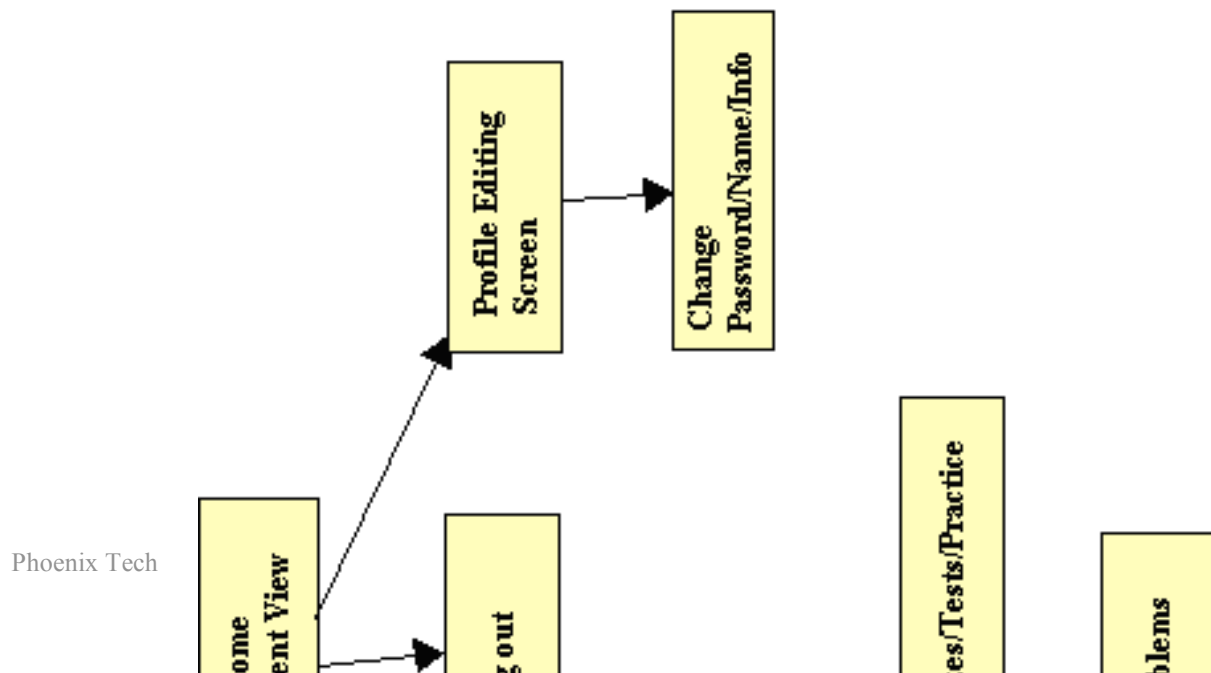 Profile Editing
Screen
Change
Password/Name/Info
Phoenix Tech
ome
ent View
g out
es/Tests/Practice
blems